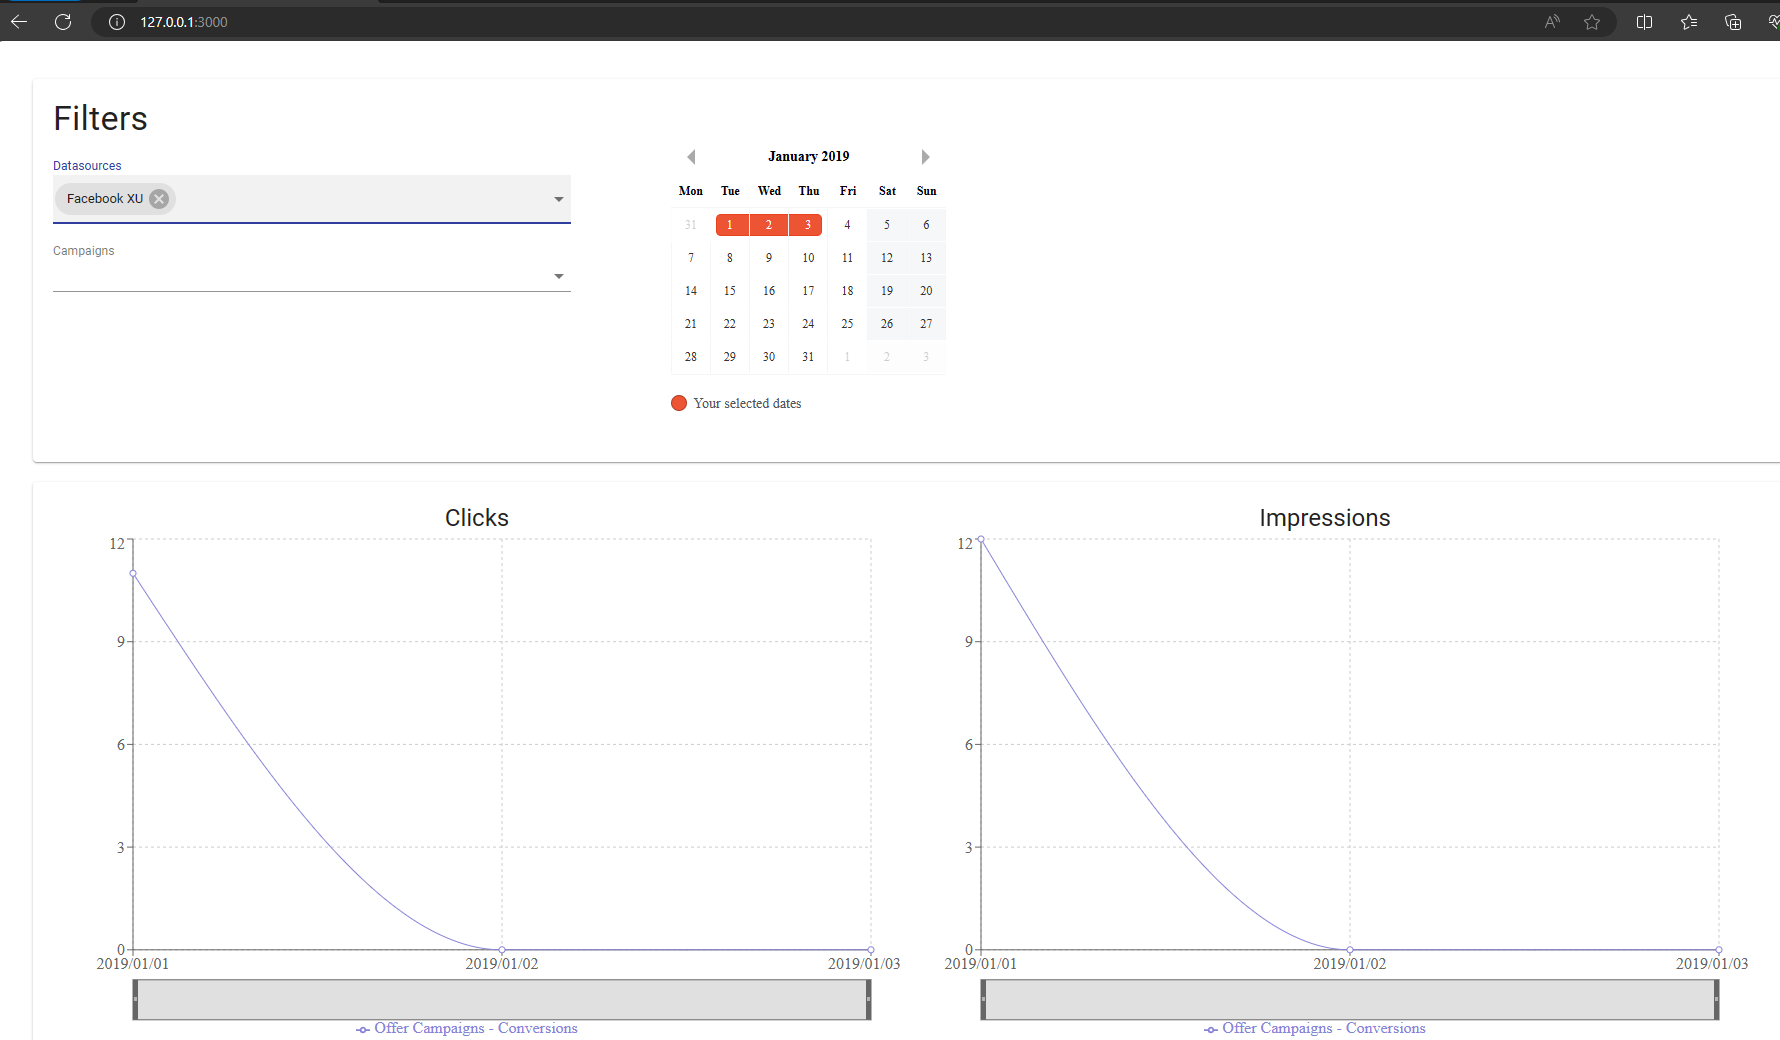 127.0.0.1:3000
Filters
Datasources
Facebook XU
Campaigns
January 2019
Mon Tue Wed Thu Fri Sat Sun
31 1 2 3 4 5 6
7 8 9 10 11 12 13
14 15 16 17 18 19 20
21 22 23 24 25 26 27
28 29 30 31 1 2 3
Your selected dates
Clicks
12
9
6
3
0
2019/01/01 2019/01/02 2019/01/03
Offer Campaigns - Conversions
Impressions
12
9
6
3
0
2019/01/01 2019/01/02 2019/01/03
Offer Campaigns - Conversions